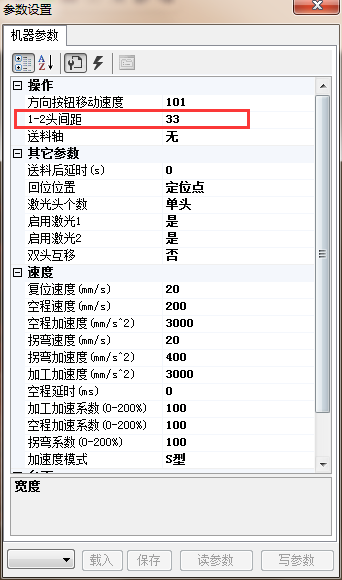 参数设置
机器参数
操作
方向按钮移动速度 101
1-2头间距 33
送料轴 无
其它参数
送料后延时(s) 0
回位位置 定位点
激光头个数 单头
启用激光1 是
启用激光2 是
双头互移 否
速度
复位速度(mm/s) 20
空程速度(mm/s) 200
空程加速度(mm/s^2) 3000
拐弯速度(mm/s) 20
拐弯加速度(mm/s^2) 400
加工加速度(mm/s^2) 3000
空程延时(ms) 0
加工加速系数(0-200%) 100
空程加速系数(0-200%) 100
拐弯系数(0-200%) 100
加速度模式 S型
宽度
载入 保存 读参数 写参数